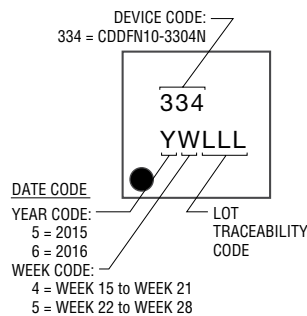 DEVICE CODE:
334 = CDDFN10-3304N
334
YWLLL
DATE CODE
YEAR CODE:
5 = 2015
6 = 2016
WEEK CODE:
4 = WEEK 15 to WEEK 21
5 = WEEK 22 to WEEK 28
LOT
TRACEABILITY
CODE